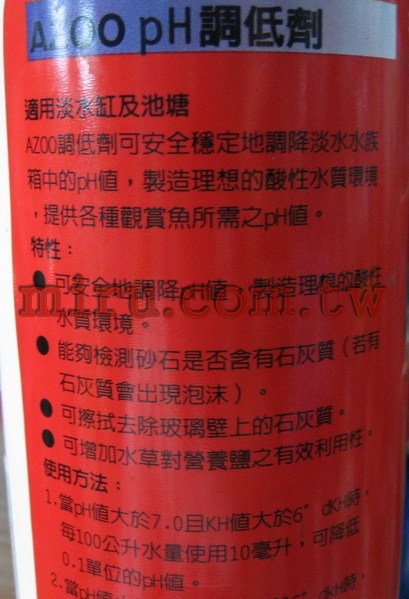 AZOO pH調低劑
適用淡水缸及池塘
AZOO調低劑可安全穩定地調降淡水水族
箱中的pH值，製造理想的酸性水質環境
，提供各種觀賞魚所需之pH值。
特性：
●可安全地調降pH值，製造理想的酸性
水質環境。
miru.com.tw
●能夠檢測砂石是否含有石灰質（若有
石灰質會出現泡沫）。
●可擦拭去除玻璃壁上的石灰質。
●可增加水草對營養鹽之有效利用性。
使用方法：
1.當pH值大於7.0且KH值大於6° dKH時，
每100公升水量使用10毫升，可降低
0.1單位的pH值。
2.當pH值 dKH時，